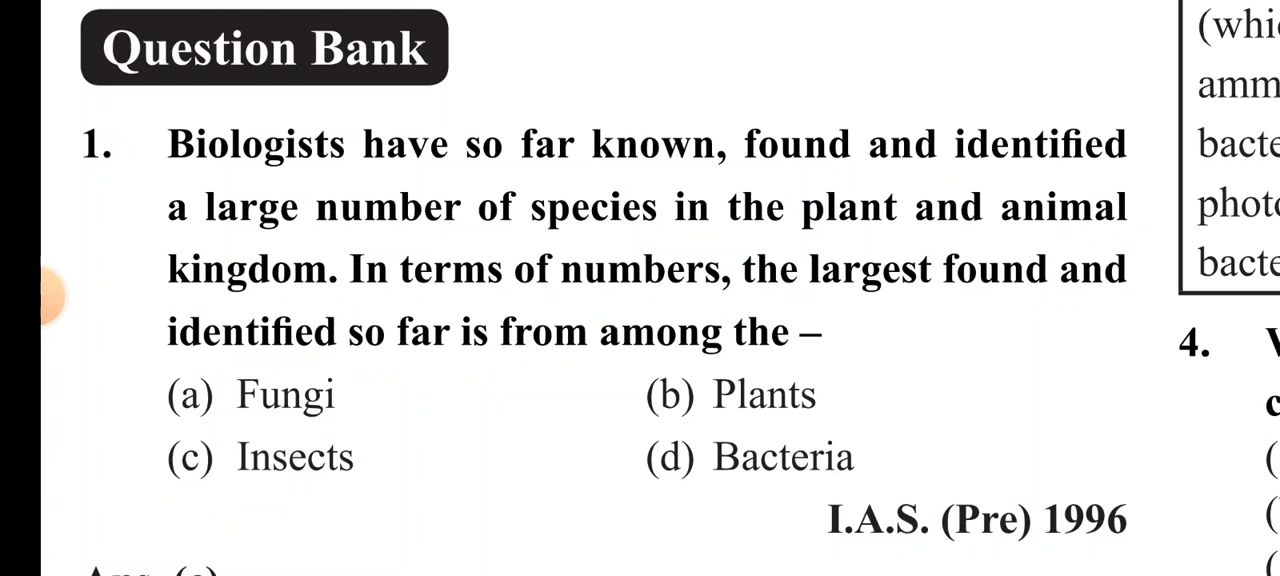 Question Bank
1. Biologists have so far known, found and identified
a large number of species in the plant and animal
kingdom. In terms of numbers, the largest found and
identified so far is from among the –
(a) Fungi (b) Plants
(c) Insects (d) Bacteria
I.A.S. (Pre) 1996
4.